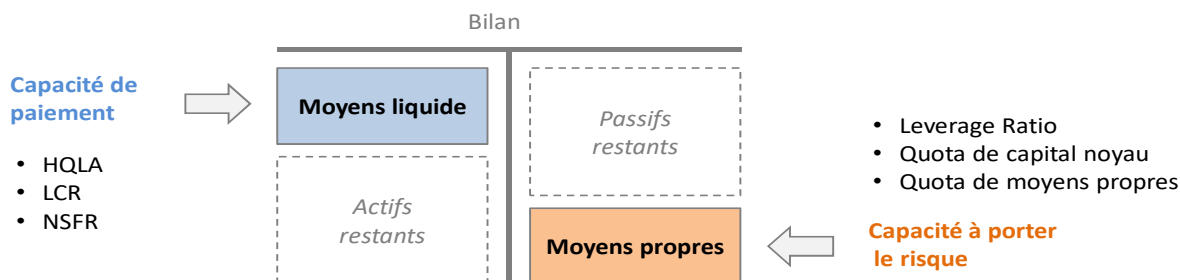 Bilan
Capacité de
paiement
• HQLA
• LCR
• NSFR
Moyens liquide
Actifs
restants
Passifs
restants
Moyens propres
• Leverage Ratio
• Quota de capital noyau
• Quota de moyens propres
Capacité à porter
le risque